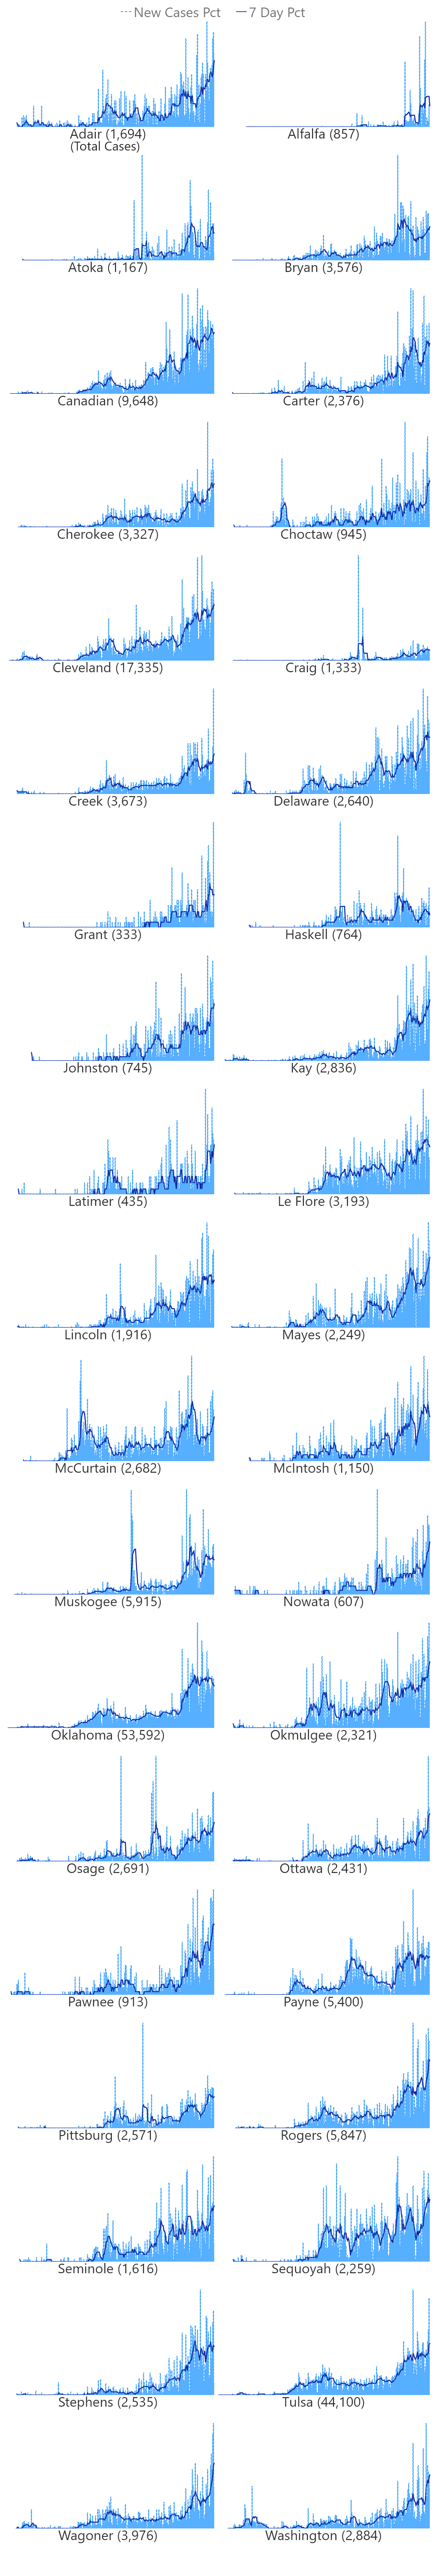 New Cases Pct 7 Day Pct
Adair (1,694) Alfalfa (857)
(Total Cases)
Atoka (1,167) Bryan (3,576)
Canadian (9,648) Carter (2,376)
Cherokee (3,327) Choctaw (945)
Cleveland (17,335) Craig (1,333)
Creek (3,673) Delaware (2,640)
Grant (333) Haskell (764)
Johnston (745) Kay (2,836)
Latimer (435) Le Flore (3,193)
Lincoln (1,916) Mayes (2,249)
McCurtain (2,682) McIntosh (1,150)
Muskogee (5,915) Nowata (607)
Oklahoma (53,592) Okmulgee (2,321)
Osage (2,691) Ottawa (2,431)
Pawnee (913) Payne (5,400)
Pittsburg (2,571) Rogers (5,847)
Seminole (1,616) Sequoyah (2,259)
Stephens (2,535) Tulsa (44,100)
Wagoner (3,976) Washington (2,884)